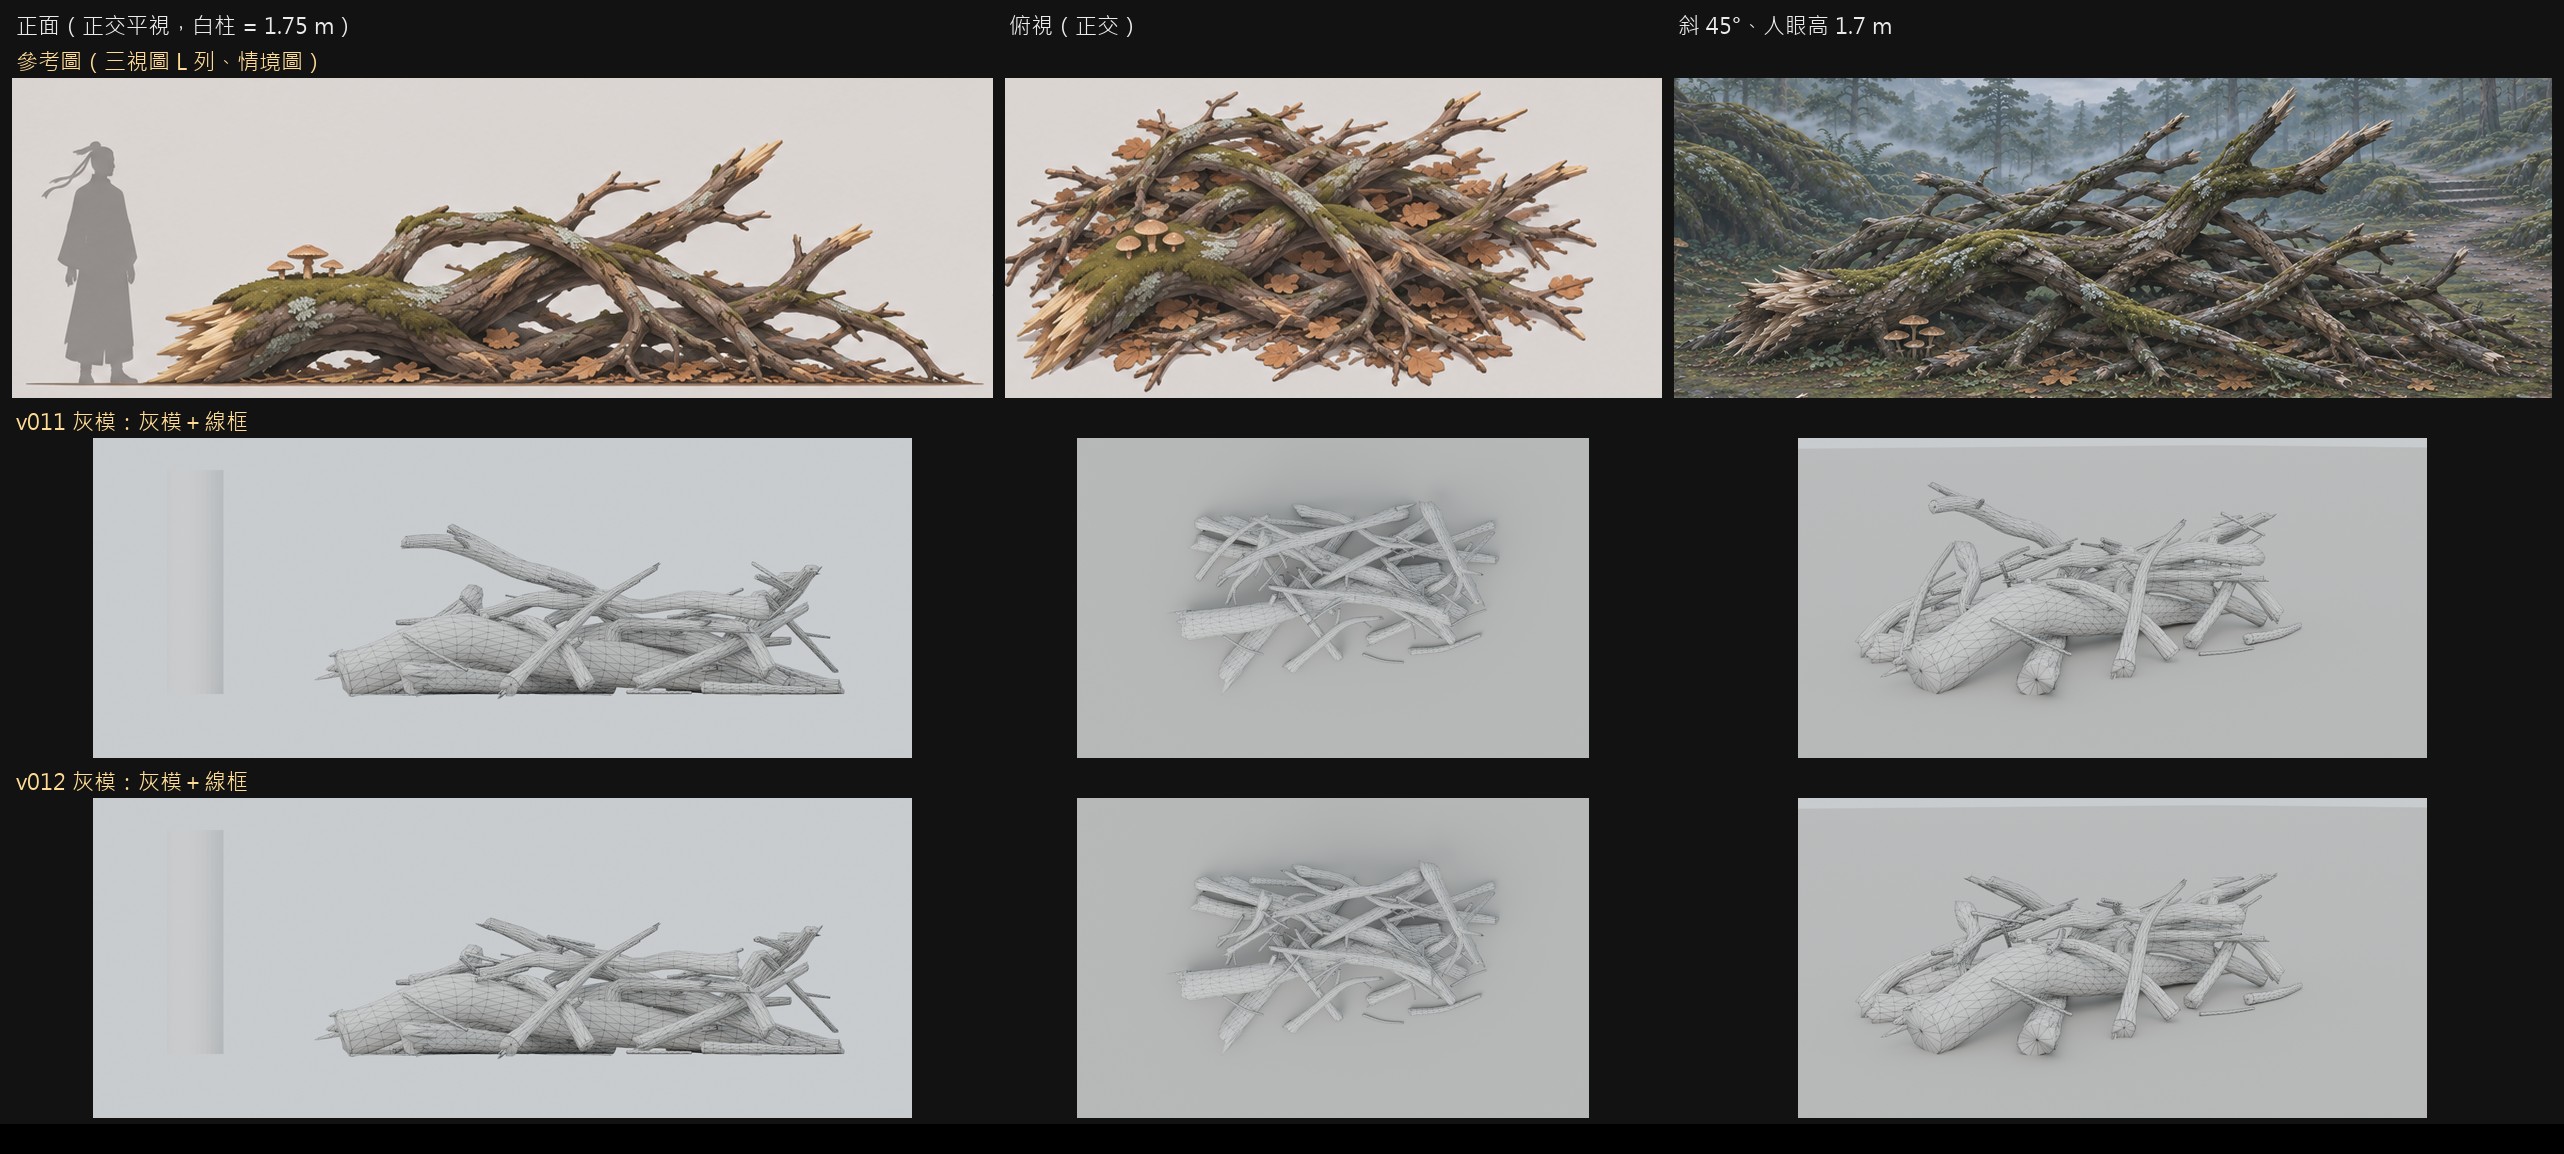 正面（正交平視，白柱 = 1.75 m）
俯視（正交）
斜 45°、人眼高 1.7 m
參考圖（三視圖 L 列、情境圖）
v011 灰模：灰模 + 線框
v012 灰模：灰模 + 線框